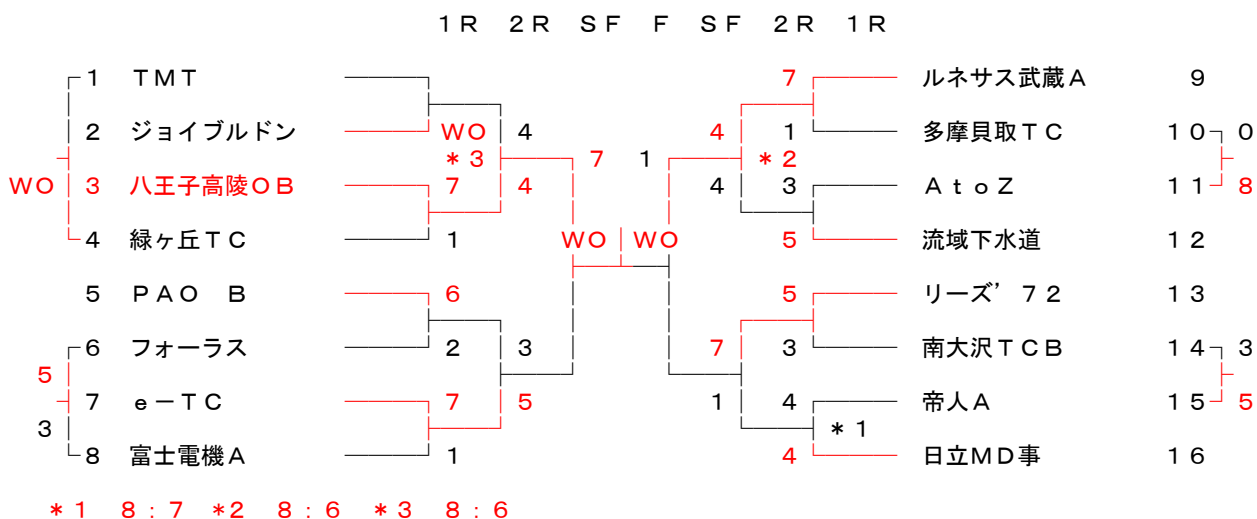 １Ｒ ２Ｒ ＳＦ Ｆ ＳＦ ２Ｒ １Ｒ
１ ＴＭＴ ７ ルネサス武蔵Ａ ９
２ ジョイブルドン ＷＯ ４ ４ １ 多摩貝取ＴＣ １０ ０
＊３ ７ １ ＊２
ＷＯ ３ 八王子高陵ＯＢ ７ ４ ４ ３ ＡｔｏＺ １１ ８
４ 緑ヶ丘ＴＣ １ ＷＯ ＷＯ ５ 流域下水道 １２
５ ＰＡＯ Ｂ ６ ５ リーズ’７２ １３
６ フォーラス ２ ３ ７ ３ 南大沢ＴＣＢ １４ ３
５
７ ｅ－ＴＣ ７ ５ １ ４ 帝人Ａ １５ ５
３ ＊１
８ 富士電機Ａ １ ４ 日立ＭＤ事 １６
＊１ ８：７ ＊２ ８：６ ＊３ ８：６